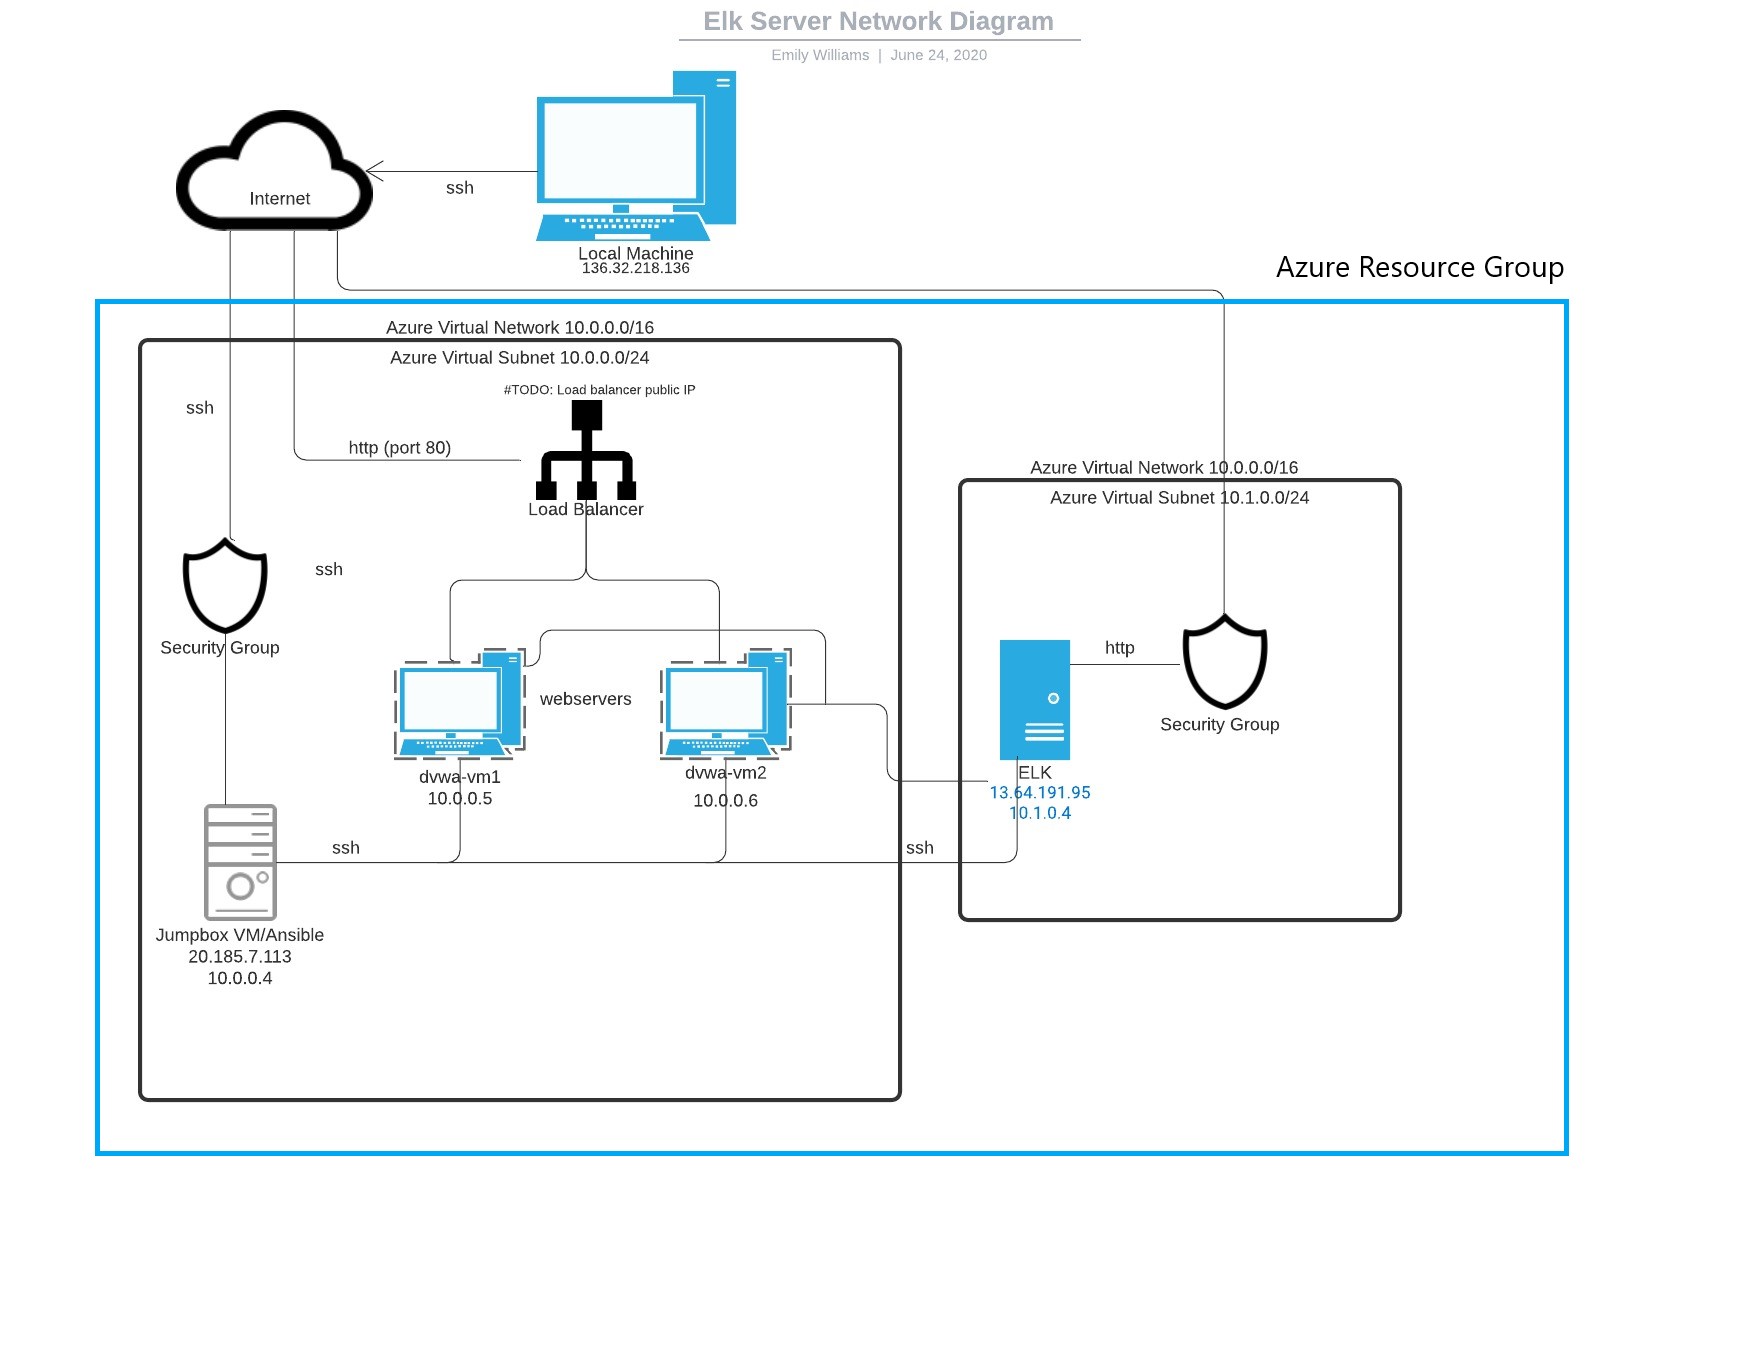 Elk Server Network Diagram
Emily Williams | June 24, 2020
Internet
ssh
Local Machine
136.32.218.136
Azure Resource Group
Azure Virtual Network 10.0.0.0/16
Azure Virtual Subnet 10.0.0.0/24
#TODO: Load balancer public IP
ssh
http (port 80)
Load Balancer
ssh
Security Group
webservers
dvwa-vm1
10.0.0.5
dvwa-vm2
10.0.0.6
ssh
ssh
Jumpbox VM/Ansible
20.185.7.113
10.0.0.4
Azure Virtual Network 10.0.0.0/16
Azure Virtual Subnet 10.1.0.0/24
http
Security Group
ELK
13.64.191.95
10.1.0.4